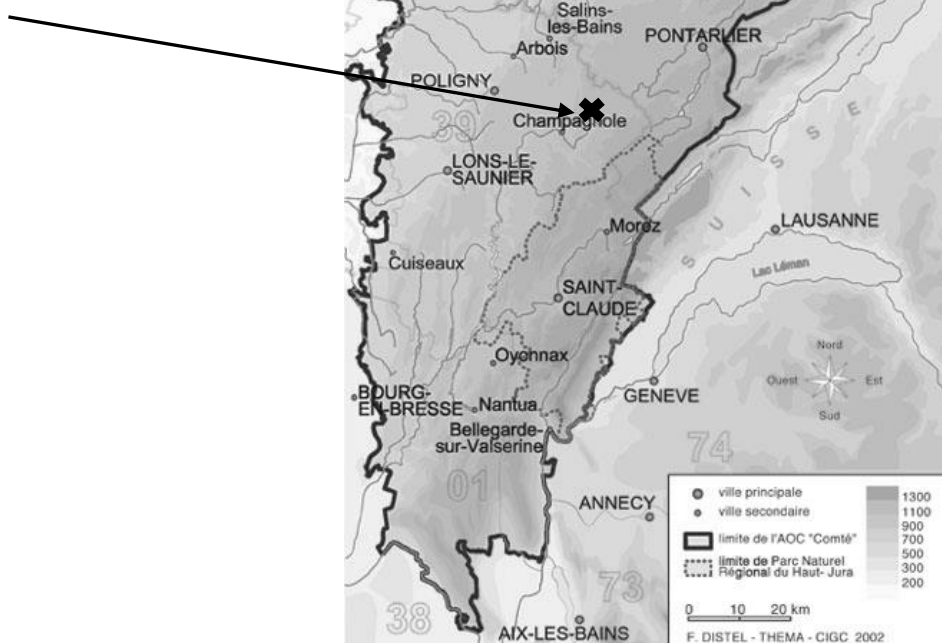 Salins-
les-Bains
PONTARLIER
Arbois
POLIGNY
39
Champagnole
LONS-LE-
SAUNIER
SUISSE
Morez
LAUSANNE
Cuiseaux
Lac Léman
SAINT-
CLAUDE
Nord
Oyonnax
Ouest
Est
GENEVE
Sud
BOURG-
EN-BRESSE
Nantua
Bellegarde-
sur-Valserine
74
01
ANNECY
73
38
AIX-LES-BAINS
ville principale
ville secondaire
limite de l'AOC "Comté"
limite de Parc Naturel
Régional du Haut- Jura
1300
1100
900
700
500
300
200
0 10 20 km
F. DISTEL - THEMA - CIGC 2002